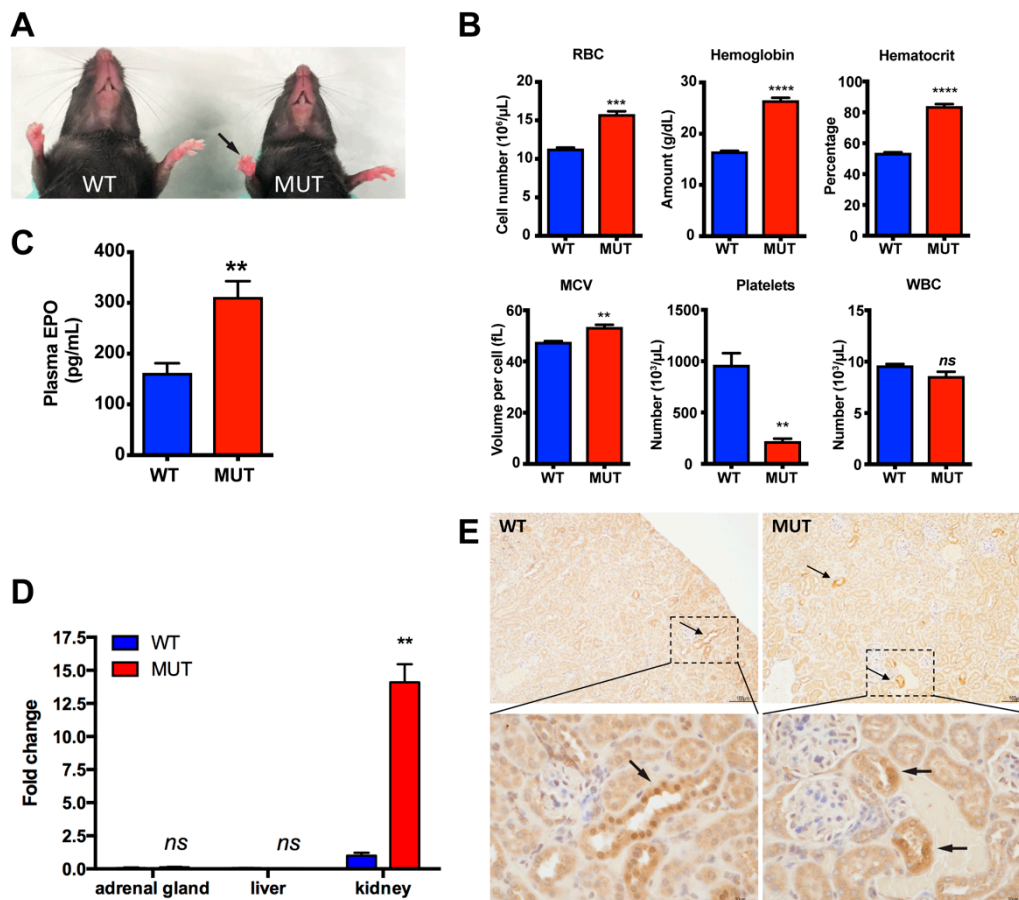 A
WT
MUT
B
RBC
Cell number (10⁶/µL)
15
10
5
0
***
WT
MUT
Hemoglobin
Amount (g/dL)
30
20
10
0
****
WT
MUT
Hematocrit
Percentage
100
80
60
40
20
0
****
WT
MUT
MCV
Volume per cell (fL)
60
40
20
0
**
WT
MUT
Platelets
Number (10³/µL)
1500
1000
500
0
**
WT
MUT
WBC
Number (10³/µL)
15
10
5
0
ns
WT
MUT
C
Plasma EPO
(pg/mL)
400
300
200
100
0
**
WT
MUT
D
Fold change
17.5
15.0
12.5
10.0
7.5
5.0
2.5
0.0
WT
MUT
ns
ns
**
adrenal gland
liver
kidney
E
WT
MUT